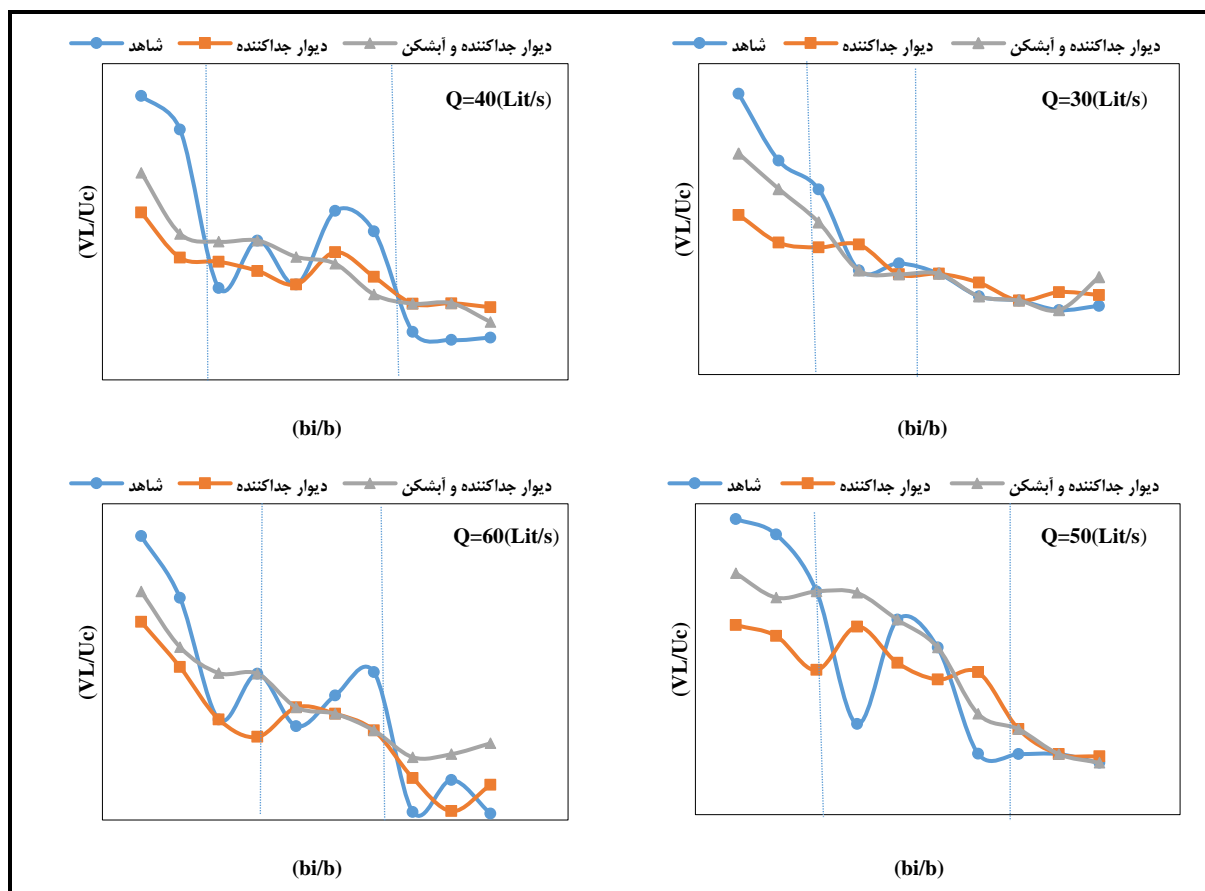 شاهد دیوار جداکننده دیوار جداکننده و آبشکن
Q=40(Lit/s)
(VL/Uc)
(bi/b)
شاهد دیوار جداکننده دیوار جداکننده و آبشکن
Q=30(Lit/s)
(VL/Uc)
(bi/b)
شاهد دیوار جداکننده دیوار جداکننده و آبشکن
Q=60(Lit/s)
(VL/Uc)
(bi/b)
شاهد دیوار جداکننده دیوار جداکننده و آبشکن
Q=50(Lit/s)
(VL/Uc)
(bi/b)